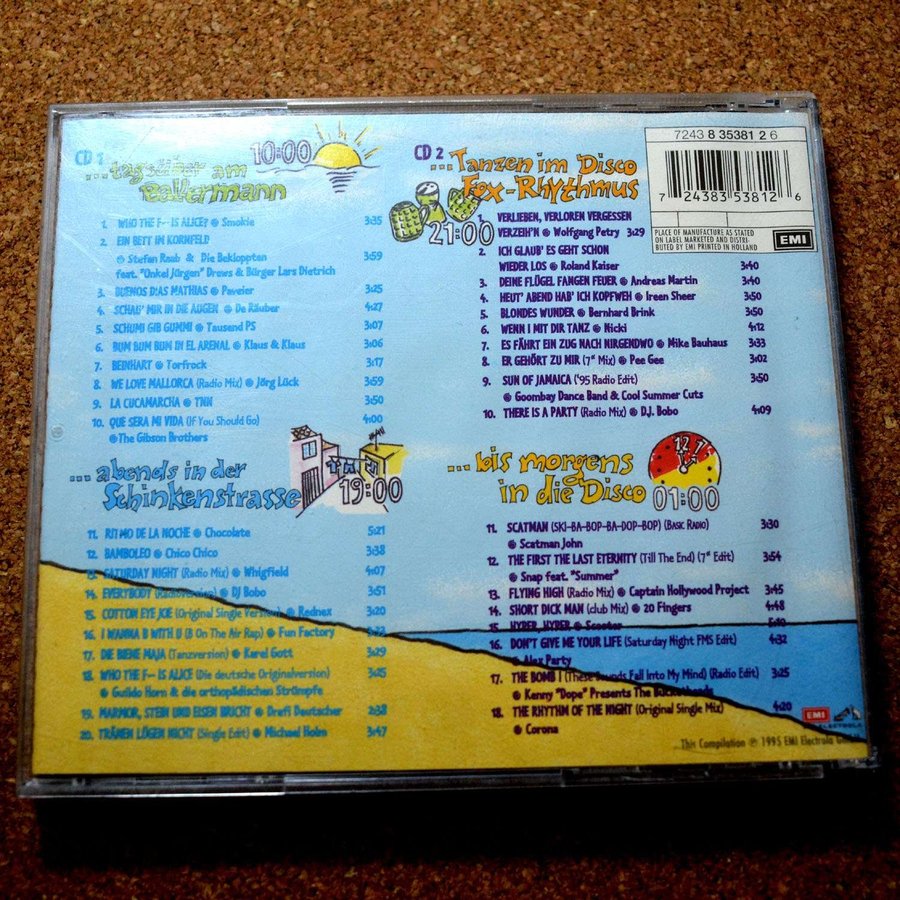 CD 1
...tagsüber am
Ballermann
10:00
1. WHO THE F-- IS ALICE? Smokie 3:35
2. EIN BETT IM KORNFELD
Stefan Raab & Die Bekloppten 3:59
feat. "Onkel Jürgen" Drews & Bürger Lars Dietrich
3. BUENOS DIAS MATHIAS Paveier 3:25
4. SCHAU' MIR IN DIE AUGEN De Räuber 4:27
5. SCHUMI GIB GUMMI Tausend PS 3:07
6. BUM BUM BUM IN EL ARENAL Klaus & Klaus 3:06
7. BEINHART Torfrock 3:17
8. WE LOVE MALLORCA (Radio Mix) Jörg Lück 3:59
9. LA CUCAMARCHA TNN 3:50
10. QUE SERA MI VIDA (If You Should Go) 4:00
The Gibson Brothers
...abends in der
Schinkenstrasse
19:00
11. RITMO DE LA NOCHE Chocolate 5:21
12. BAMBOLEO Chico Chico 3:38
13. SATURDAY NIGHT (Radio Mix) Whigfield 4:07
14. EVERYBODY (Radioversion) DJ Bobo 3:51
15. COTTON EYE JOE (Original Single Version) Rednex 3:20
16. I WANNA B WITH U (B On The Air Rap) Fun Factory
17. DIE BIENE MAJA (Tanzversion) Karel Gott 3:29
18. WHO THE F-- IS ALICE (Die deutsche Originalversion) 3:25
Guildo Horn & die orthopädischen Strümpfe
19. MARMOR, STEIN UND EISEN BRICHT Drafi Deutscher 2:38
20. TRÄNEN LÜGEN NICHT (Single Edit) Michael Holm 3:47
CD 2
...Tanzen im Disco
Fox-Rhythmus
21:00
1. VERLIEBEN, VERLOREN VERGESSEN
VERZEIH'N Wolfgang Petry 3:29
2. ICH GLAUB' ES GEHT SCHON
WIEDER LOS Roland Kaiser 3:40
3. DEINE FLÜGEL FANGEN FEUER Andreas Martin 3:40
4. HEUT' ABEND HAB' ICH KOPFWEH Ireen Sheer 3:50
5. BLONDES WUNDER Bernhard Brink 3:50
6. WENN I MIT DIR TANZ Nicki 4:12
7. ES FÄHRT EIN ZUG NACH NIRGENDWO Mike Bauhaus 3:33
8. ER GEHÖRT ZU MIR (7" Mix) Pee Gee 3:02
9. SUN OF JAMAICA ('95 Radio Edit) 3:50
Goombay Dance Band & Cool Summer Cuts
10. THERE IS A PARTY (Radio Mix) D.J. Bobo 4:09
...bis morgens
in die Disco
12
01:00
11. SCATMAN (SKI-BA-BOP-BA-DOP-BOP) (Basic Radio) 3:30
Scatman John
12. THE FIRST THE LAST ETERNITY (Till The End) (7" Edit) 3:54
Snap feat. "Summer"
13. FLYING HIGH (Radio Mix) Captain Hollywood Project 3:45
14. SHORT DICK MAN (club Mix) 20 Fingers 4:48
15. HYPER, HYPER Scooter
16. DON'T GIVE ME YOUR LIFE (Saturday Night FMS Edit) 4:32
Alex Party
17. THE BOMB! (These Sounds Fall Into My Mind) (Radio Edit) 3:25
Kenny "Dope" Presents The Bucketheads
18. THE RHYTHM OF THE NIGHT (Original Single Mix) 4:20
Corona
7243 8 35381 2 6
7 24383 53812 6
PLACE OF MANUFACTURE AS STATED
ON LABEL MARKETED AND DISTRI-
BUTED BY EMI PRINTED IN HOLLAND
EMI
EMI
ELECTROLA
...This Compilation ℗ 1995 EMI Electrola